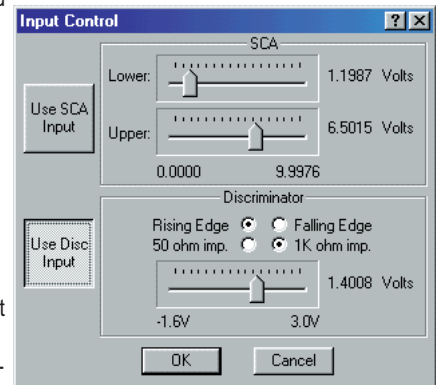 Input Control
SCA
Lower: 1.1987 Volts
Use SCA Input
Upper: 6.5015 Volts
0.0000 9.9976
Discriminator
Rising Edge Falling Edge
50 ohm imp. 1K ohm imp.
Use Disc Input
1.4008 Volts
-1.6V 3.0V
OK Cancel